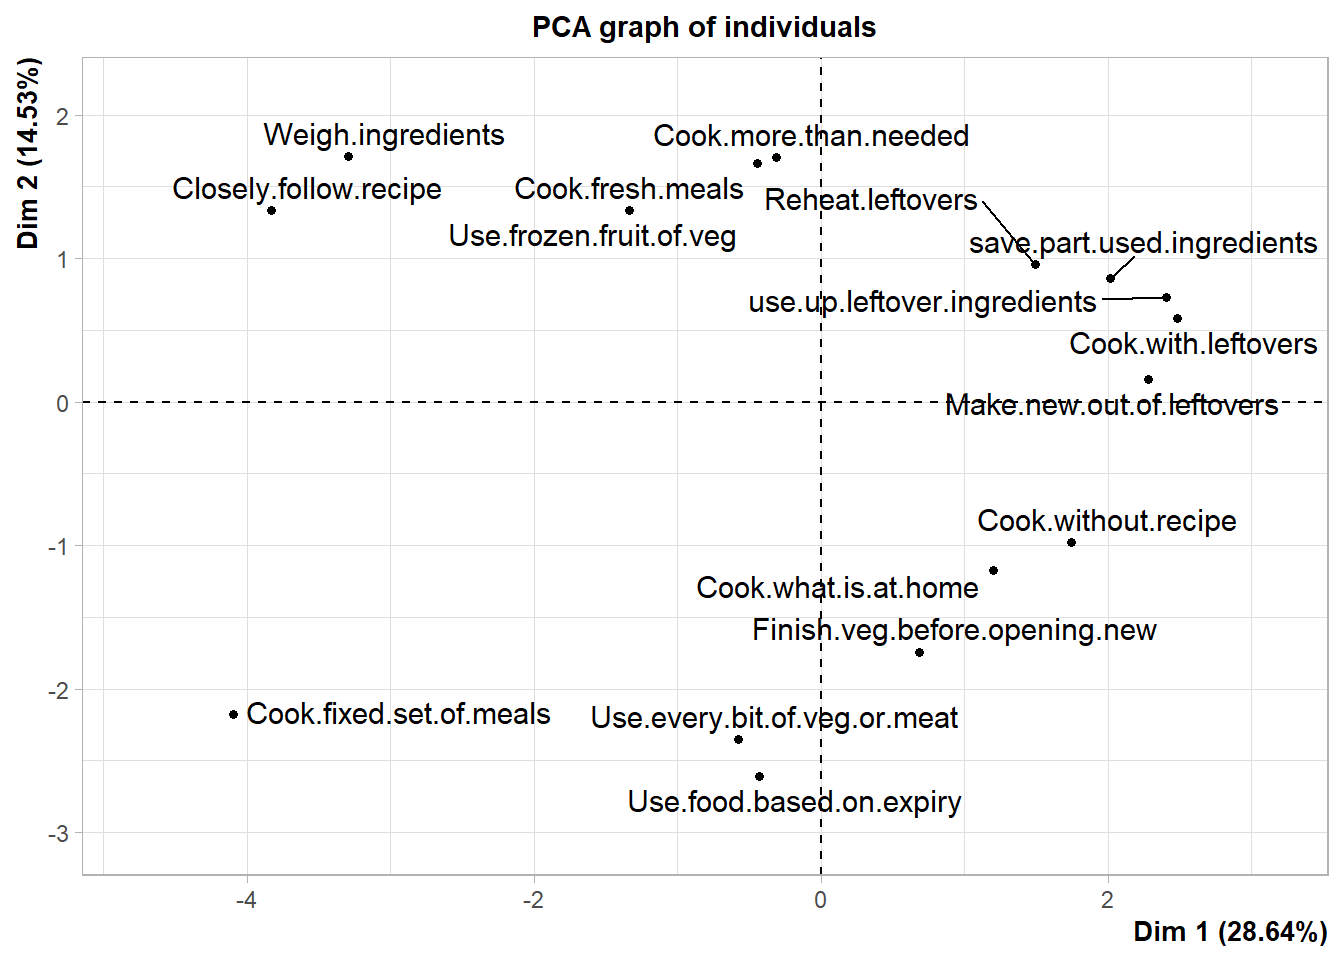 PCA graph of individuals
Dim 2 (14.53%)
2
1
0
-1
-2
-3
Weigh.ingredients
Cook.more.than.needed
Closely.follow.recipe
Cook.fresh.meals
Reheat.leftovers
Use.frozen.fruit.of.veg
save.part.used.ingredients
use.up.leftover.ingredients
Cook.with.leftovers
Make.new.out.of.leftovers
Cook.without.recipe
Cook.what.is.at.home
Finish.veg.before.opening.new
Cook.fixed.set.of.meals
Use.every.bit.of.veg.or.meat
Use.food.based.on.expiry
-4
-2
0
2
Dim 1 (28.64%)